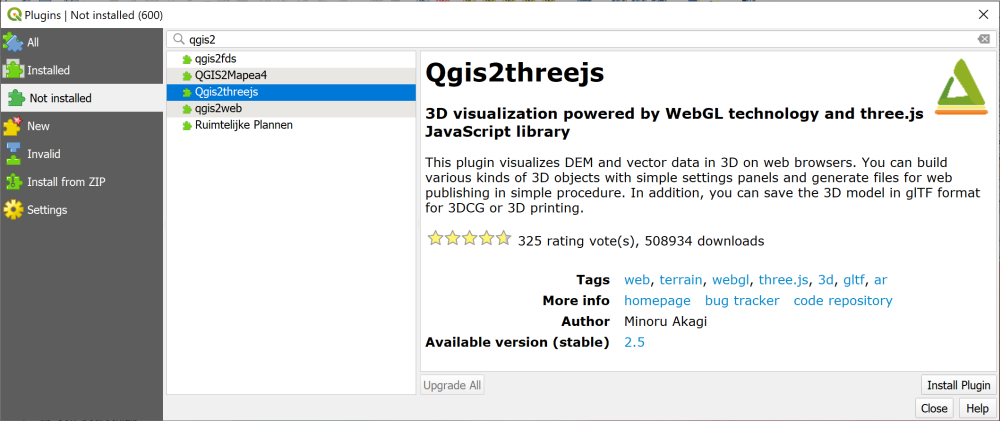 Plugins | Not installed (600)
All
Installed
Not installed
New
Invalid
Install from ZIP
Settings
qgis2
qgis2fds
QGIS2Mapea4
Qgis2threejs
qgis2web
Ruimtelijke Plannen
Qgis2threejs
3D visualization powered by WebGL technology and three.js
JavaScript library
This plugin visualizes DEM and vector data in 3D on web browsers. You can build
various kinds of 3D objects with simple settings panels and generate files for web
publishing in simple procedure. In addition, you can save the 3D model in glTF format
for 3DCG or 3D printing.
325 rating vote(s), 508934 downloads
Tags web, terrain, webgl, three.js, 3d, gltf, ar
More info homepage bug tracker code repository
Author Minoru Akagi
Available version (stable) 2.5
Upgrade All
Install Plugin
Close
Help